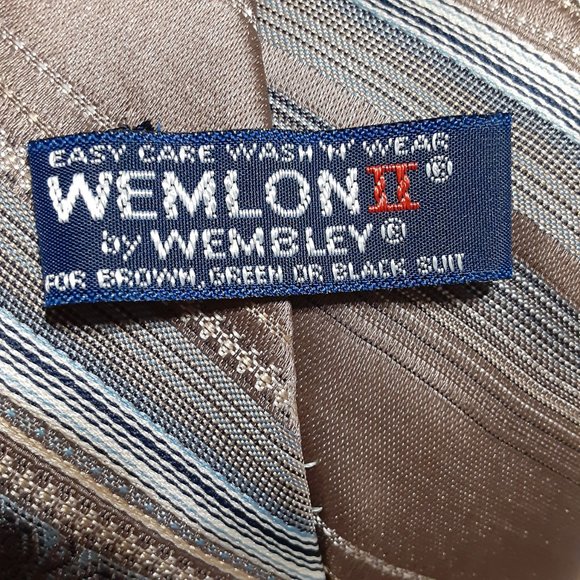 EASY CARE WASH 'N' WEAR
WEMLON II®
by WEMBLEY®
FOR BROWN, GREEN OR BLACK SUIT